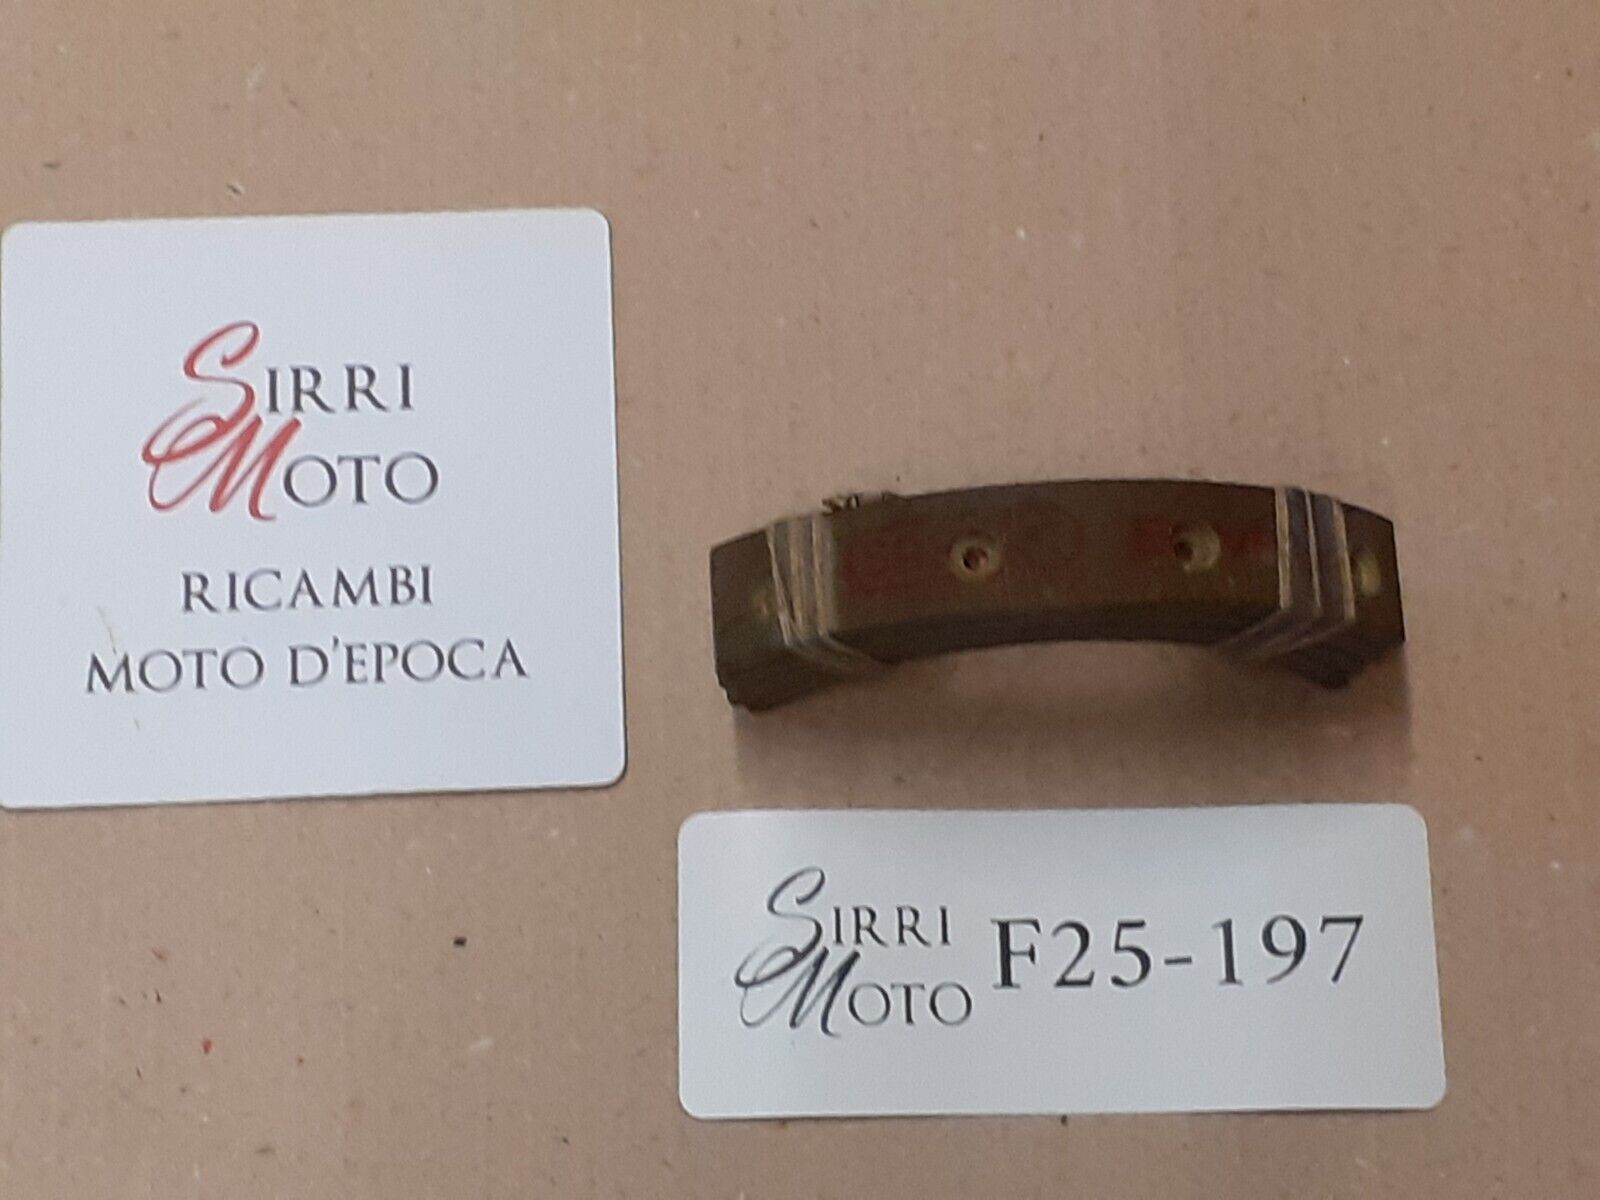 SIRRI
MOTO
RICAMBI
MOTO D'EPOCA
SIRRI
MOTO
F25-197